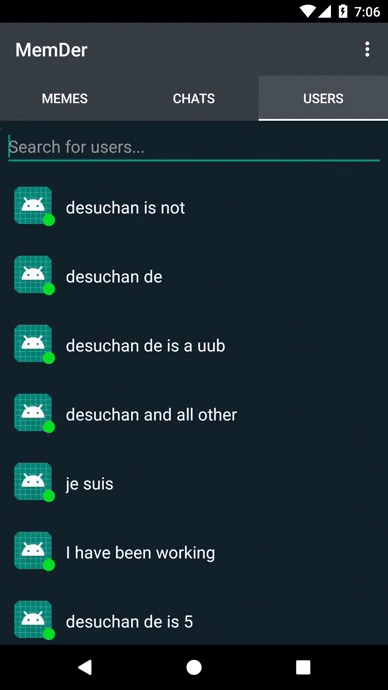 7:06
MemDer
MEMES CHATS USERS
Search for users...
desuchan is not
desuchan de
desuchan de is a uub
desuchan and all other
je suis
I have been working
desuchan de is 5